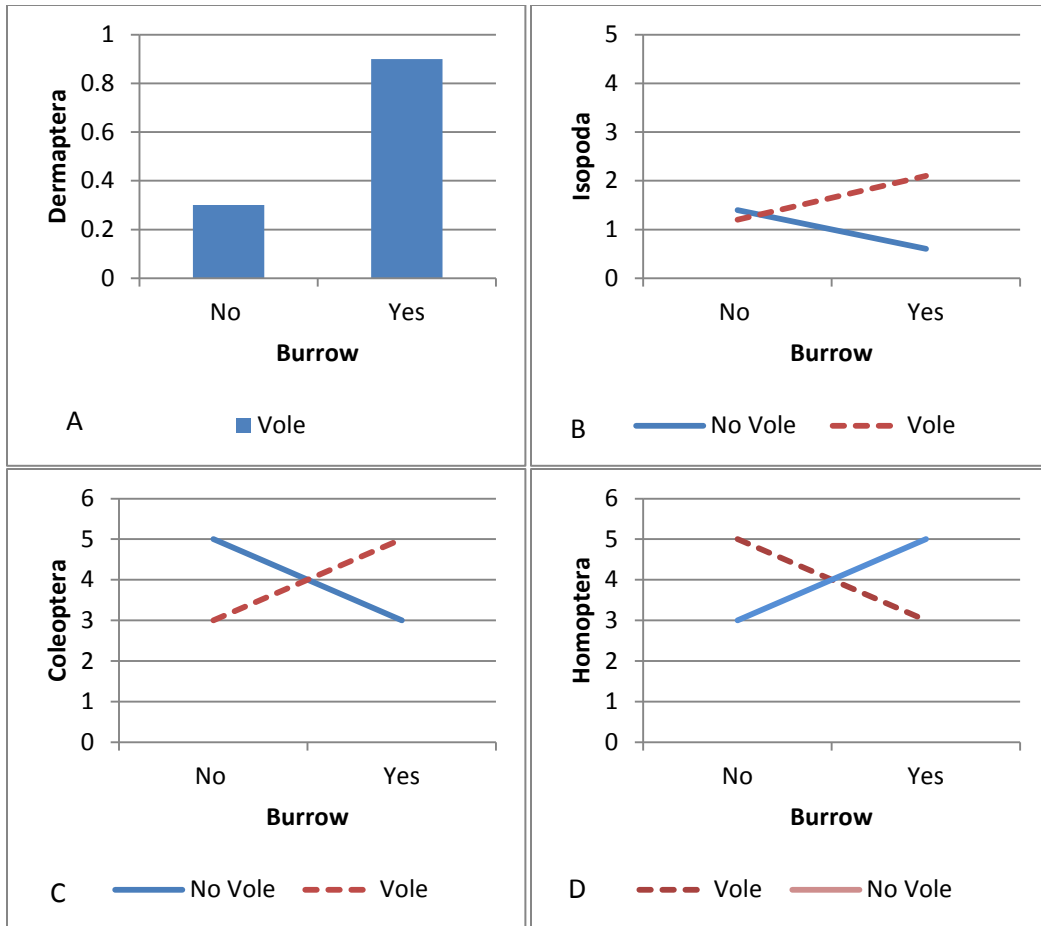 1
0.8
0.6
0.4
0.2
0
Dermaptera
No Yes
Burrow
A
Vole
5
4
3
2
1
0
Isopoda
No Yes
Burrow
B
No Vole Vole
6
5
4
3
2
1
0
Coleoptera
No Yes
Burrow
C
No Vole Vole
6
5
4
3
2
1
0
Homoptera
No Yes
Burrow
D
Vole No Vole